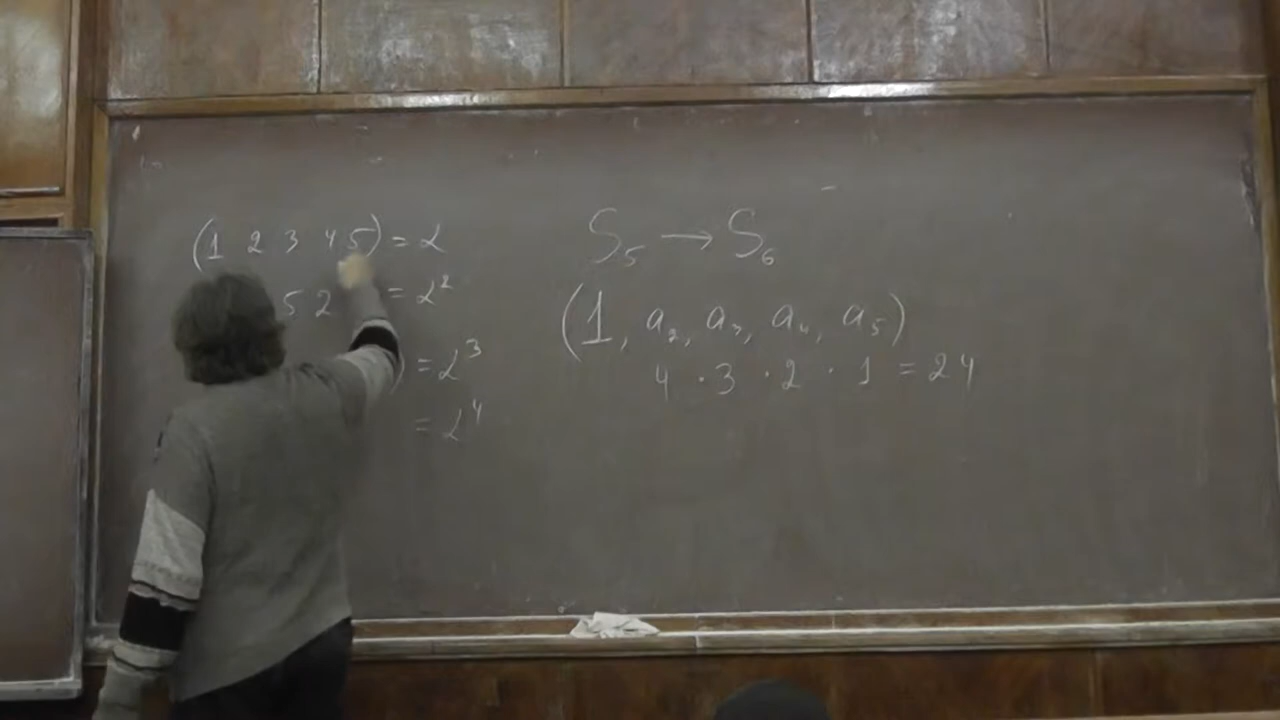 (1 2 3 4 5) = α
5 2 = α²
) = α³
= α⁴
S₅ → S₆
(1, a₂, a₃, a₄, a₅)
4 · 3 · 2 · 1 = 24